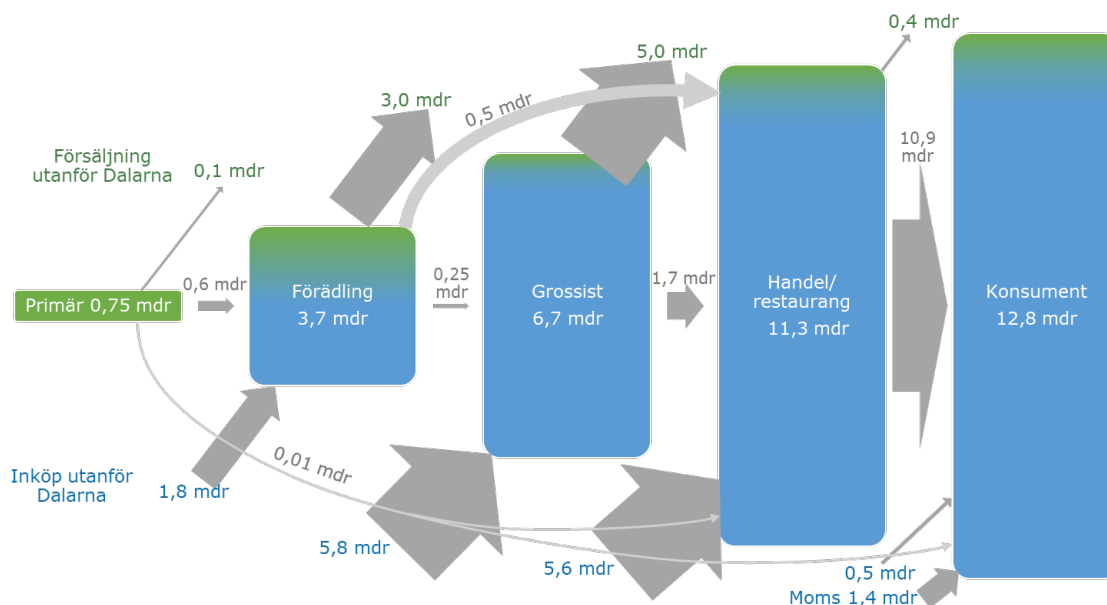 0,4 mdr
5,0 mdr
3,0 mdr
0,5 mdr
10,9
mdr
Försäljning
utanför Dalarna
0,1 mdr
Primär 0,75 mdr
0,6 mdr
Förädling
3,7 mdr
0,25
mdr
Grossist
6,7 mdr
1,7 mdr
Handel/
restaurang
11,3 mdr
Konsument
12,8 mdr
0,01 mdr
Inköp utanför
Dalarna
1,8 mdr
5,8 mdr
5,6 mdr
0,5 mdr
Moms 1,4 mdr